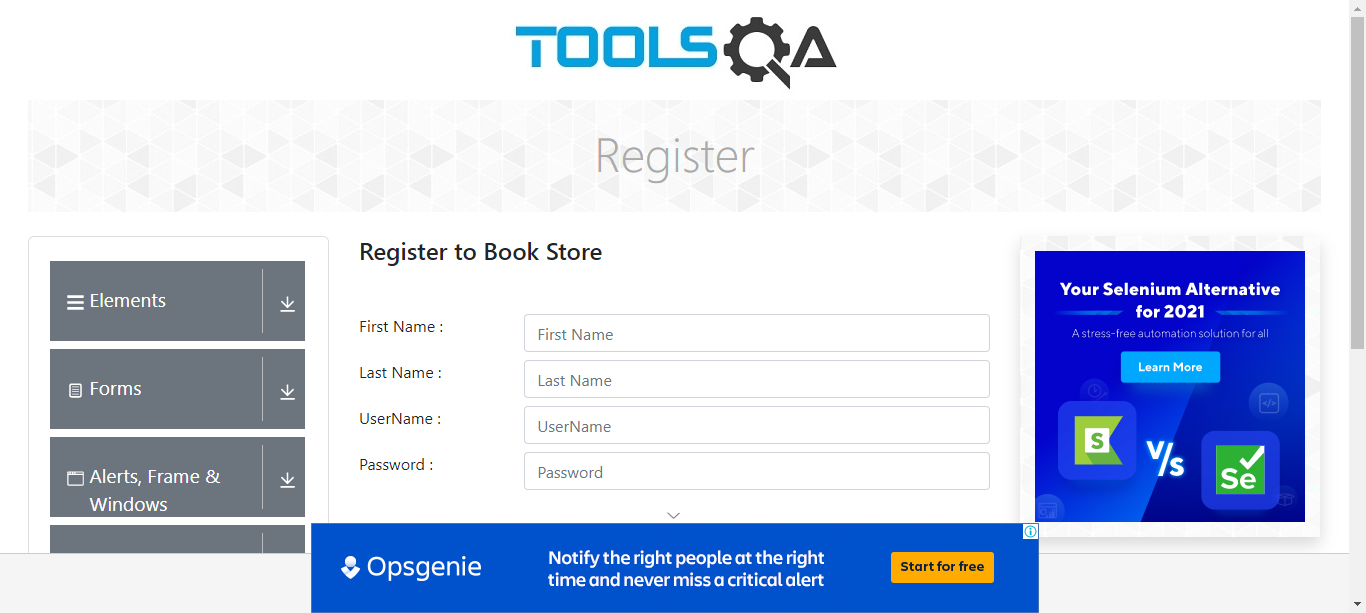 TOOLSQA
Register
Elements
Forms
Alerts, Frame &
Windows
Register to Book Store
First Name :
First Name
Last Name :
Last Name
UserName :
UserName
Password :
Password
Your Selenium Alternative
for 2021
A stress-free automation solution for all
Learn More
S
V/s
Se
Opsgenie
Notify the right people at the right
time and never miss a critical alert
Start for free